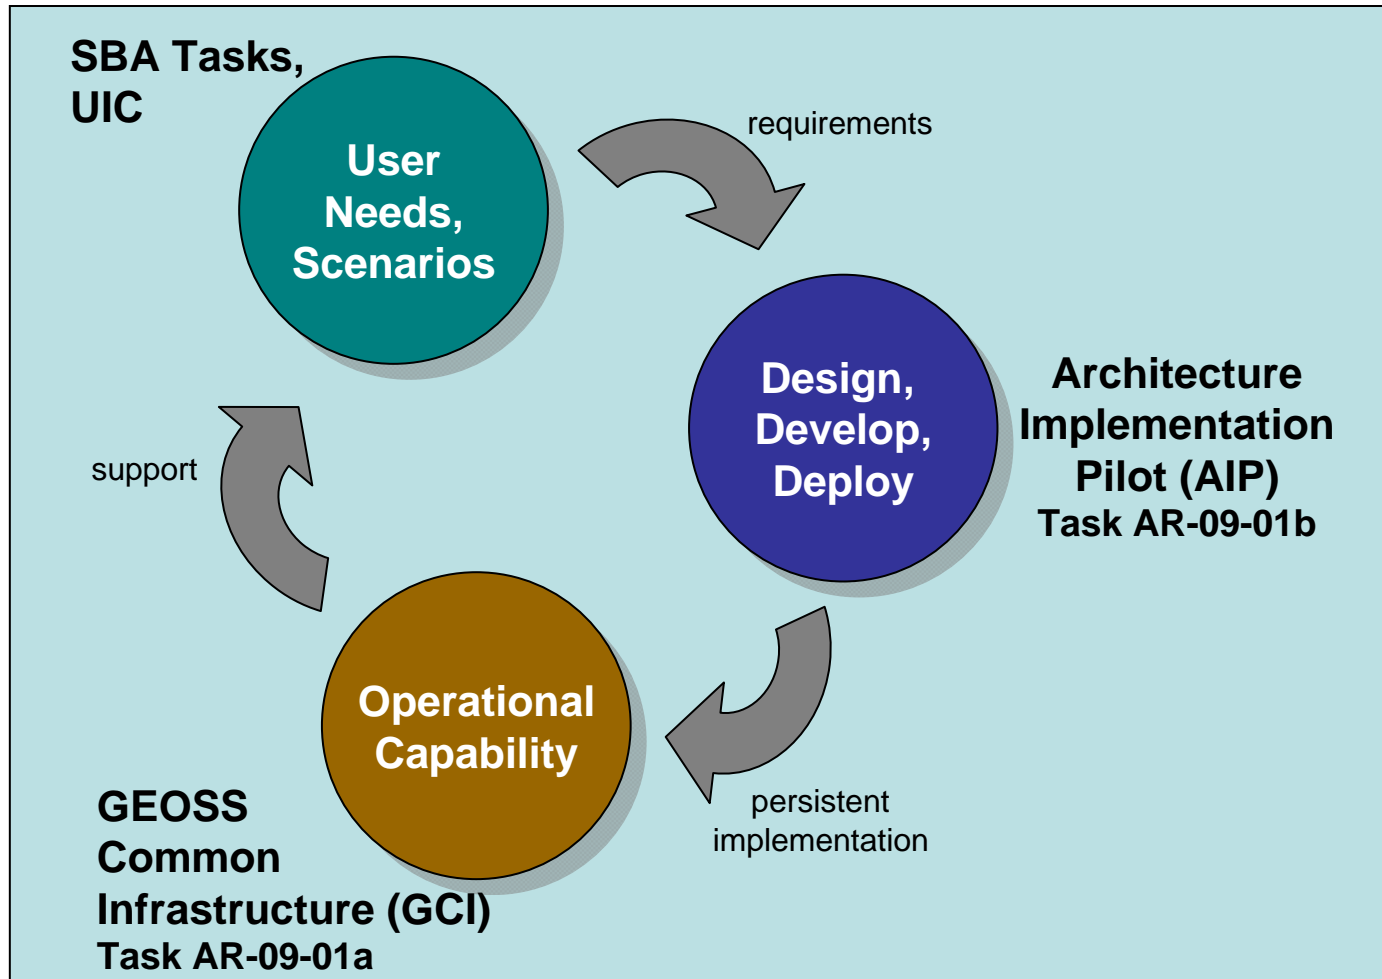 SBA Tasks,
UIC
User
Needs,
Scenarios
requirements
Design,
Develop,
Deploy
Architecture
Implementation
Pilot (AIP)
Task AR-09-01b
support
Operational
Capability
persistent
implementation
GEOSS
Common
Infrastructure (GCI)
Task AR-09-01a